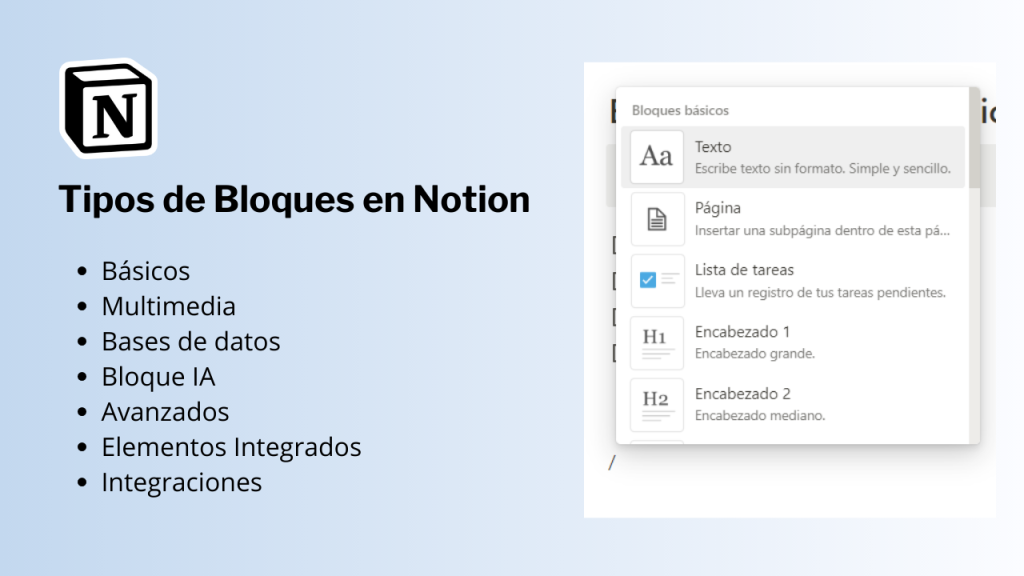 N
Tipos de Bloques en Notion
Básicos
Multimedia
Bases de datos
Bloque IA
Avanzados
Elementos Integrados
Integraciones
Bloques básicos
Aa
Texto
Escribe texto sin formato. Simple y sencillo.
Página
Insertar una subpágina dentro de esta pá...
Lista de tareas
Lleva un registro de tus tareas pendientes.
H1
Encabezado 1
Encabezado grande.
H2
Encabezado 2
Encabezado mediano.
/